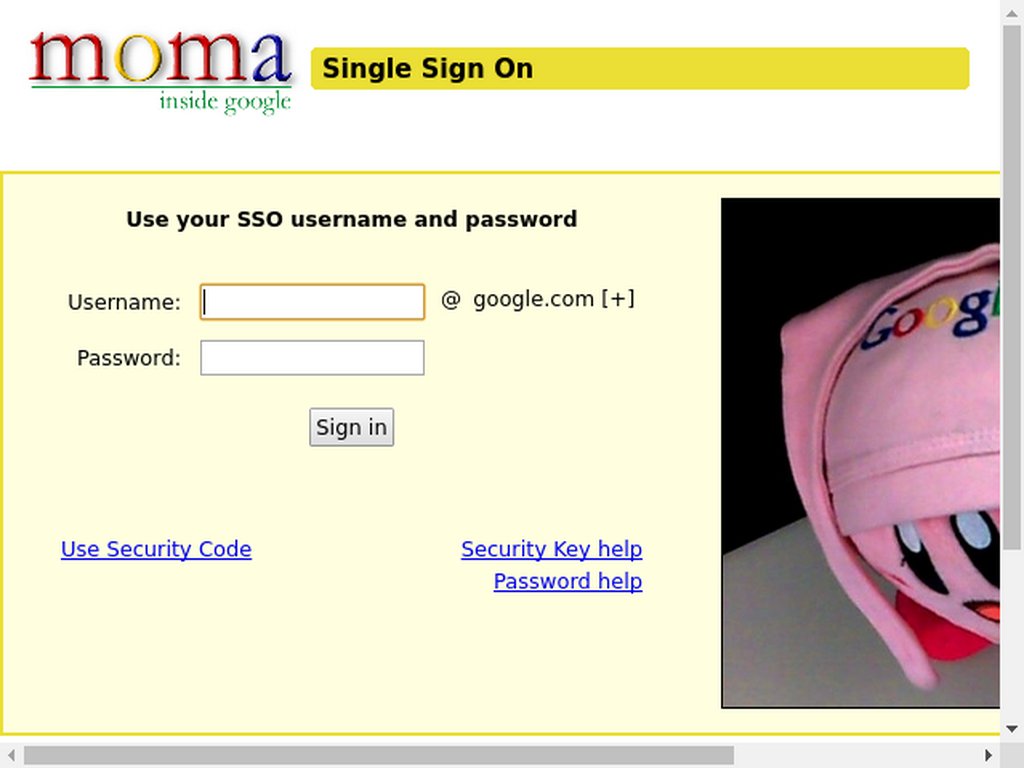 moma
inside google
Single Sign On
Use your SSO username and password
Username:
@ google.com [+]
Password:
Sign in
Use Security Code
Security Key help
Password help
Googl